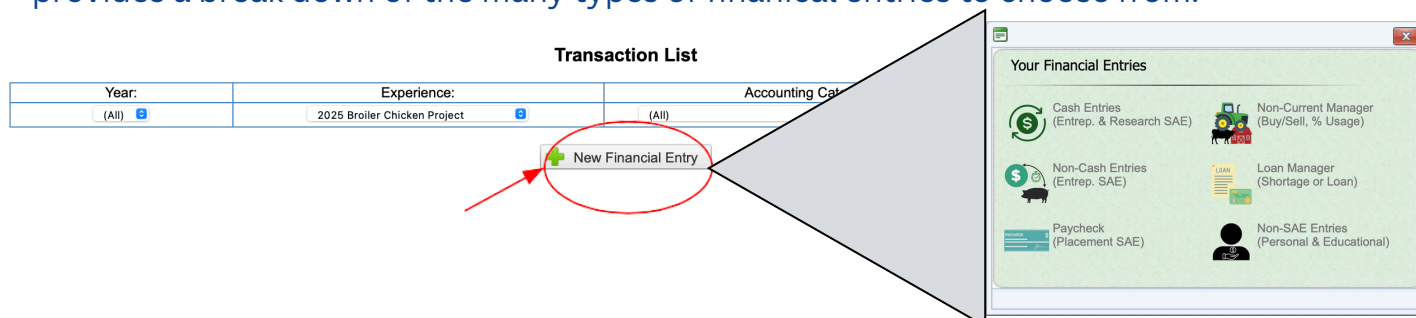 provides a break down of the many types of finanical entries to choose from.
Transaction List
Year: Experience: Accounting Cat
(All) 2025 Broiler Chicken Project (All)
New Financial Entry
Your Financial Entries
Cash Entries
(Entrep. & Research SAE)
Non-Current Manager
(Buy/Sell, % Usage)
Non-Cash Entries
(Entrep. SAE)
LOAN
Loan Manager
(Shortage or Loan)
Paycheck
(Placement SAE)
Non-SAE Entries
(Personal & Educational)